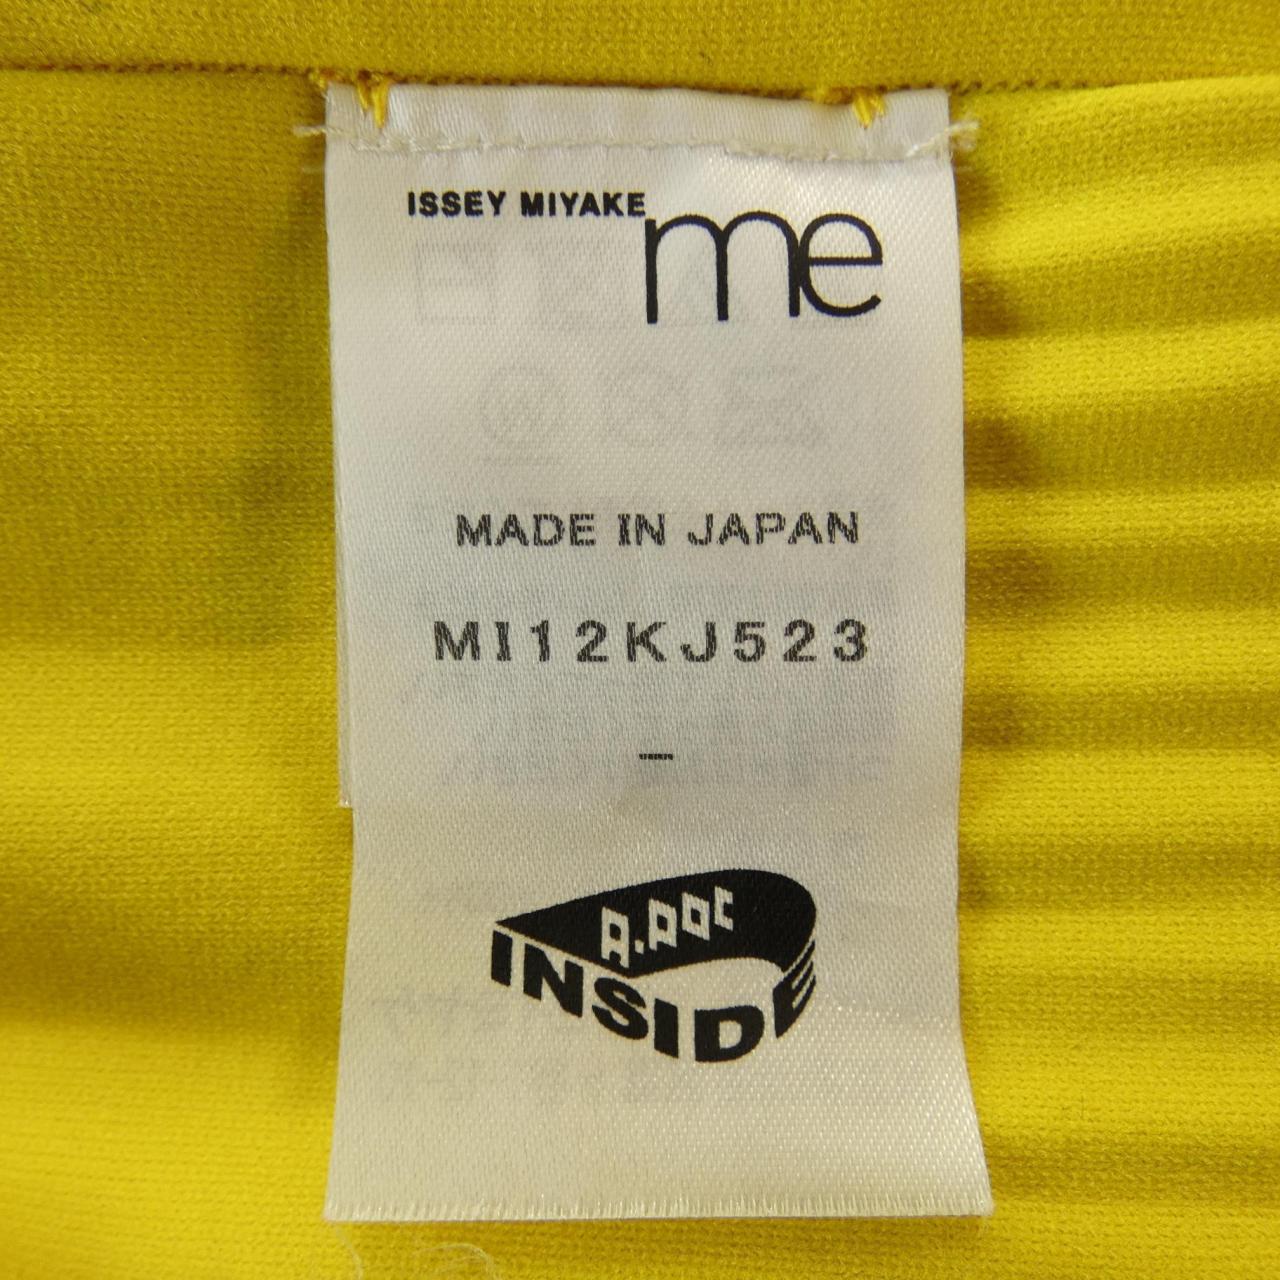 ISSEY MIYAKE
me
MADE IN JAPAN
MI12KJ523
-
A.POC
INSIDE